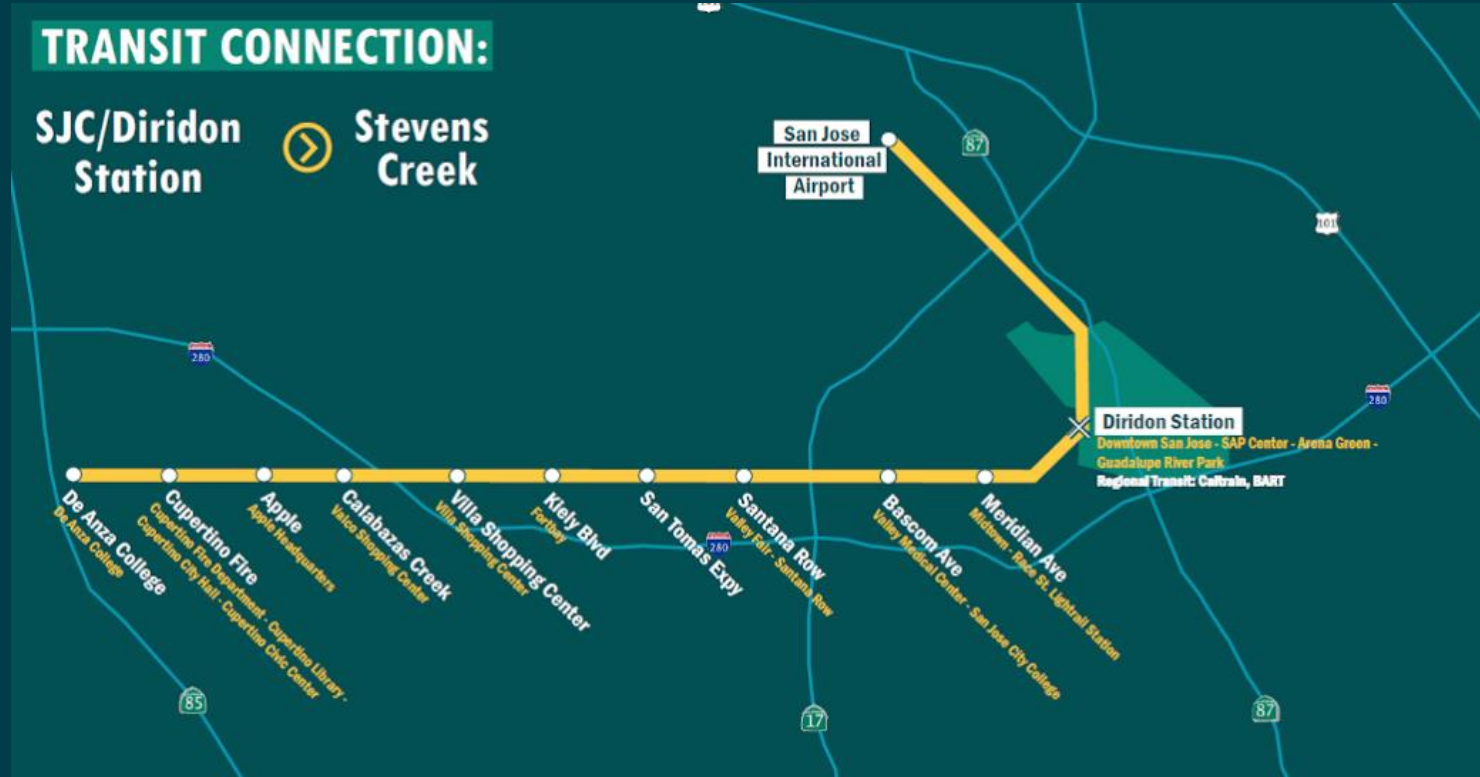 TRANSIT CONNECTION:
SJC/Diridon
Station
Stevens
Creek
San Jose
International
Airport
87
101
280
280
Diridon Station
Downtown San Jose - SAP Center - Arena Green -
Guadalupe River Park
Regional Transit: Caltrain, BART
De Anza College
De Anza College
Cupertino Fire
Cupertino Fire Department - Cupertino Library -
Cupertino City Hall - Cupertino Civic Center
Apple
Apple Headquarters
Calabazas Creek
Valco Shopping Center
Villa Shopping Center
Villa Shopping Center
Kiely Blvd
Fortbay
San Tomas Expy
280
Santana Row
Valley Fair - Santana Row
Bascom Ave
Valley Medical Center - San Jose City College
Meridian Ave
Midtown - Race St. Lightrail Station
85
17
87